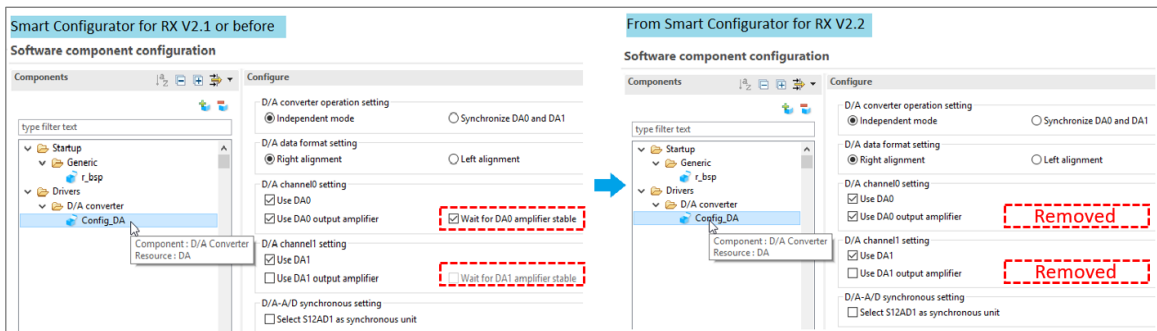 Smart Configurator for RX V2.1 or before
Software component configuration
Components
Configure
type filter text
Startup
Generic
r_bsp
Drivers
D/A converter
Config_DA
Component : D/A Converter
Resource : DA
D/A converter operation setting
Independent mode
Synchronize DA0 and DA1
D/A data format setting
Right alignment
Left alignment
D/A channel0 setting
Use DA0
Use DA0 output amplifier
Wait for DA0 amplifier stable
D/A channel1 setting
Use DA1
Use DA1 output amplifier
Wait for DA1 amplifier stable
D/A-A/D synchronous setting
Select S12AD1 as synchronous unit
From Smart Configurator for RX V2.2
Software component configuration
Components
Configure
type filter text
Startup
Generic
r_bsp
Drivers
D/A converter
Config_DA
Component : D/A Converter
Resource : DA
D/A converter operation setting
Independent mode
Synchronize DA0 and DA1
D/A data format setting
Right alignment
Left alignment
D/A channel0 setting
Use DA0
Use DA0 output amplifier
Removed
D/A channel1 setting
Use DA1
Use DA1 output amplifier
Removed
D/A-A/D synchronous setting
Select S12AD1 as synchronous unit